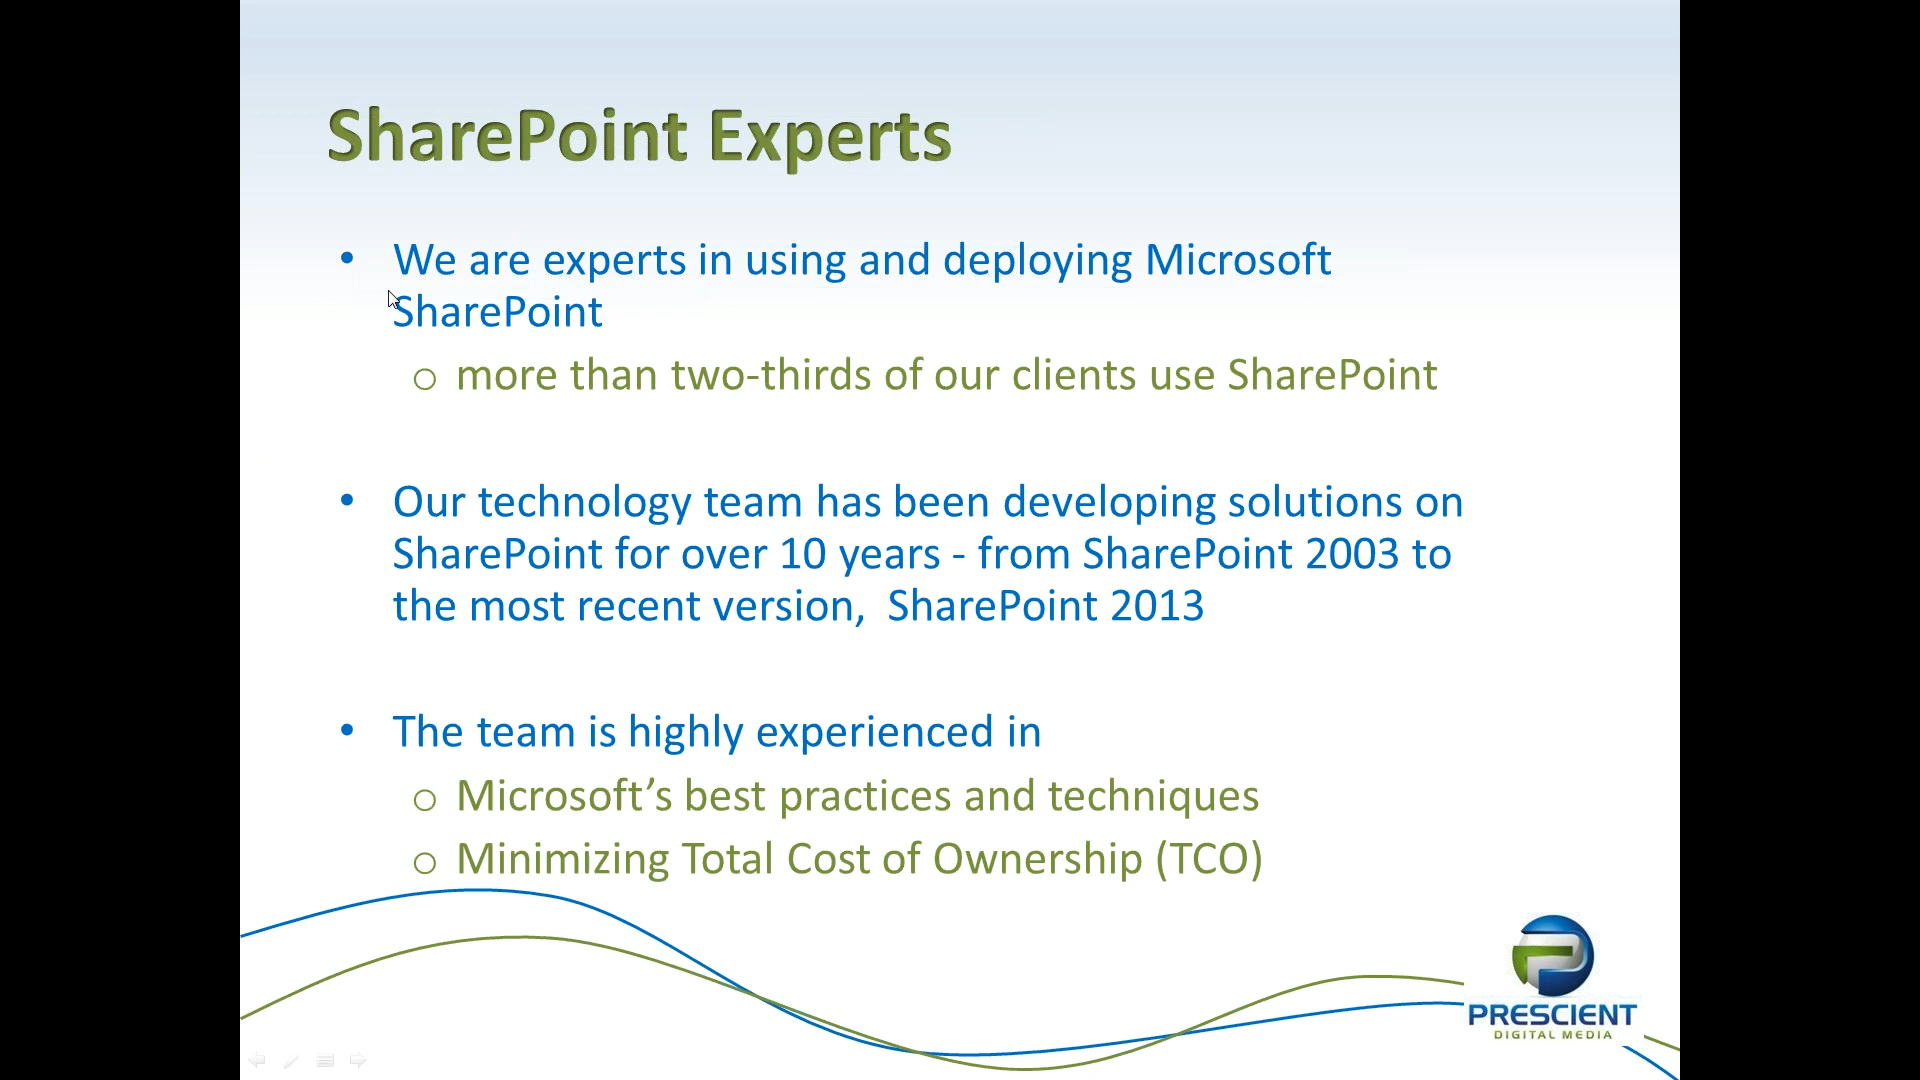 SharePoint Experts
• We are experts in using and deploying Microsoft
SharePoint
o more than two-thirds of our clients use SharePoint
• Our technology team has been developing solutions on
SharePoint for over 10 years - from SharePoint 2003 to
the most recent version,  SharePoint 2013
• The team is highly experienced in
o Microsoft’s best practices and techniques
o Minimizing Total Cost of Ownership (TCO)
PRESCIENT
DIGITAL MEDIA